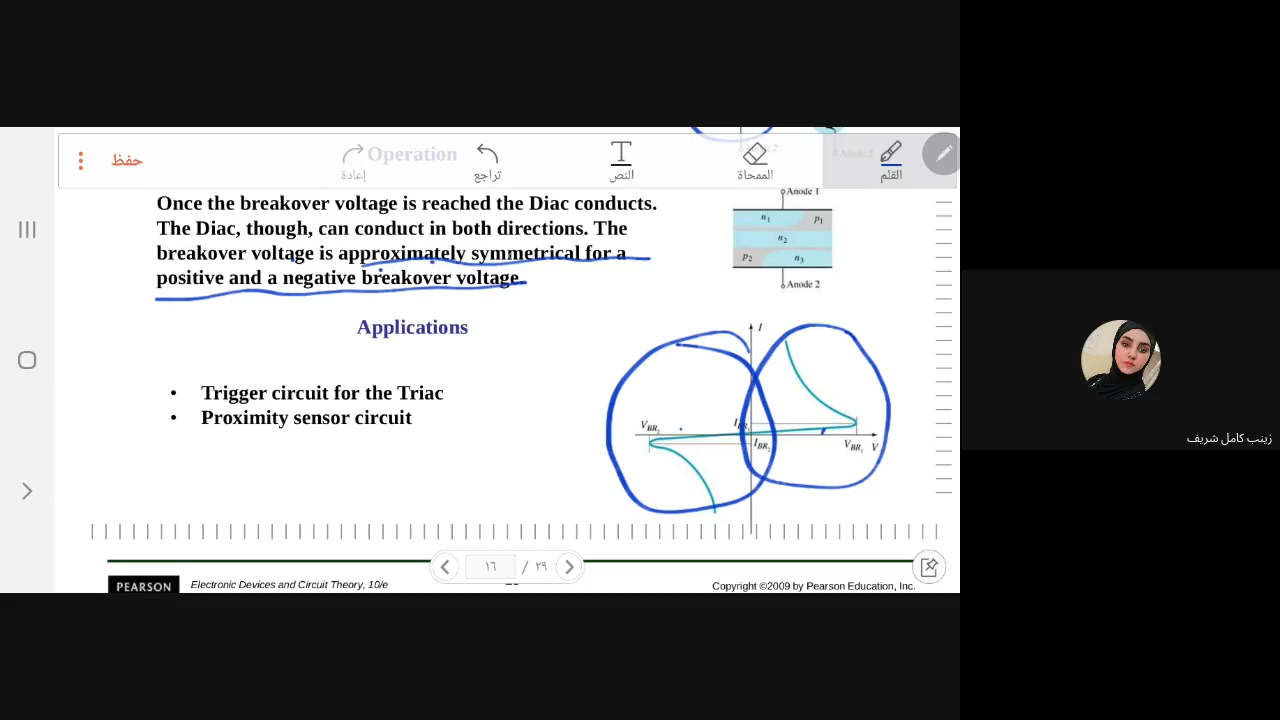 Anode 2
Anode 2
Operation
حفظ
إعادة
تراجع
النص
الممحاة
القلم
Once the breakover voltage is reached the Diac conducts.
The Diac, though, can conduct in both directions. The
breakover voltage is approximately symmetrical for a
positive and a negative breakover voltage.
Anode 1
n1 p1
n2
p2 n3
Anode 2
Applications
• Trigger circuit for the Triac
• Proximity sensor circuit
I
VBR2
IBR1
IBR2
VBR1 V
زينب كامل شريف
١٦ / ٢٩
PEARSON
Electronic Devices and Circuit Theory, 10/e
Copyright ©2009 by Pearson Education, Inc.